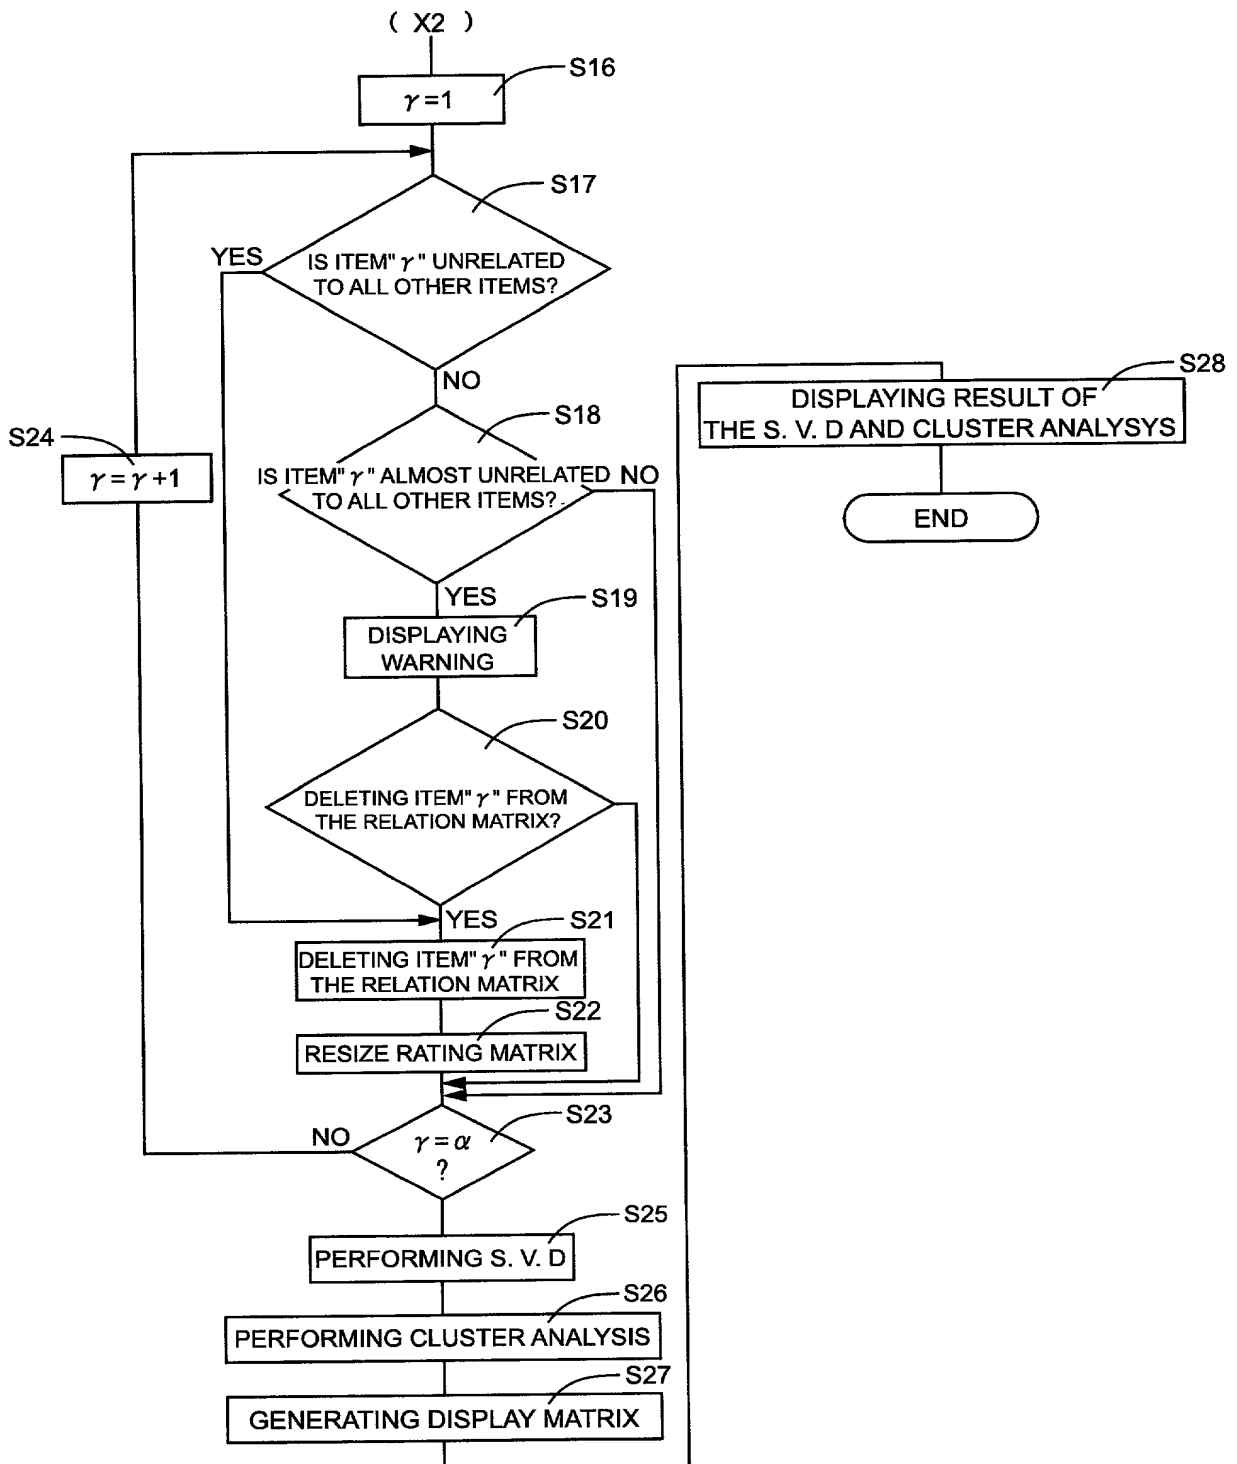 ( X2 )
S16
γ=1
S17
YES
IS ITEM" γ " UNRELATED
TO ALL OTHER ITEMS?
NO
S18
IS ITEM" γ " ALMOST UNRELATED
TO ALL OTHER ITEMS?
NO
S24
γ = γ +1
YES
S19
DISPLAYING
WARNING
S20
DELETING ITEM" γ " FROM
THE RELATION MATRIX?
YES
S21
DELETING ITEM" γ " FROM
THE RELATION MATRIX
S22
RESIZE RATING MATRIX
S23
NO
γ = α
?
S25
PERFORMING S. V. D
S26
PERFORMING CLUSTER ANALYSIS
S27
GENERATING DISPLAY MATRIX
S28
DISPLAYING RESULT OF
THE S. V. D AND CLUSTER ANALYSYS
END